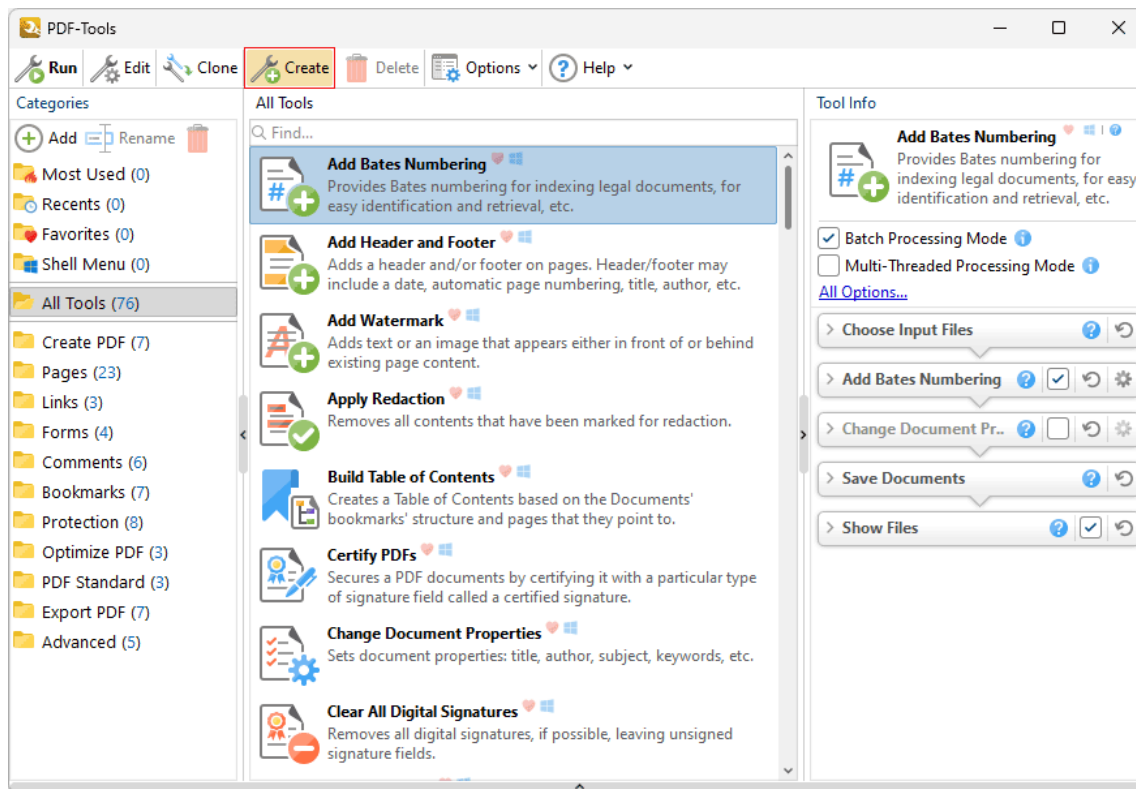 PDF-Tools
Run Edit Clone Create Delete Options Help
Categories
Add Rename
Most Used (0)
Recents (0)
Favorites (0)
Shell Menu (0)
All Tools (76)
Create PDF (7)
Pages (23)
Links (3)
Forms (4)
Comments (6)
Bookmarks (7)
Protection (8)
Optimize PDF (3)
PDF Standard (3)
Export PDF (7)
Advanced (5)
All Tools
Find...
Add Bates Numbering
Provides Bates numbering for indexing legal documents, for
easy identification and retrieval, etc.
Add Header and Footer
Adds a header and/or footer on pages. Header/footer may
include a date, automatic page numbering, title, author, etc.
Add Watermark
Adds text or an image that appears either in front of or behind
existing page content.
Apply Redaction
Removes all contents that have been marked for redaction.
Build Table of Contents
Creates a Table of Contents based on the Documents'
bookmarks' structure and pages that they point to.
Certify PDFs
Secures a PDF documents by certifying it with a particular type
of signature field called a certified signature.
Change Document Properties
Sets document properties: title, author, subject, keywords, etc.
Clear All Digital Signatures
Removes all digital signatures, if possible, leaving unsigned
signature fields.
Tool Info
Add Bates Numbering
Provides Bates numbering for
indexing legal documents, for easy
identification and retrieval, etc.
Batch Processing Mode
Multi-Threaded Processing Mode
All Options...
Choose Input Files
Add Bates Numbering
Change Document Pr..
Save Documents
Show Files